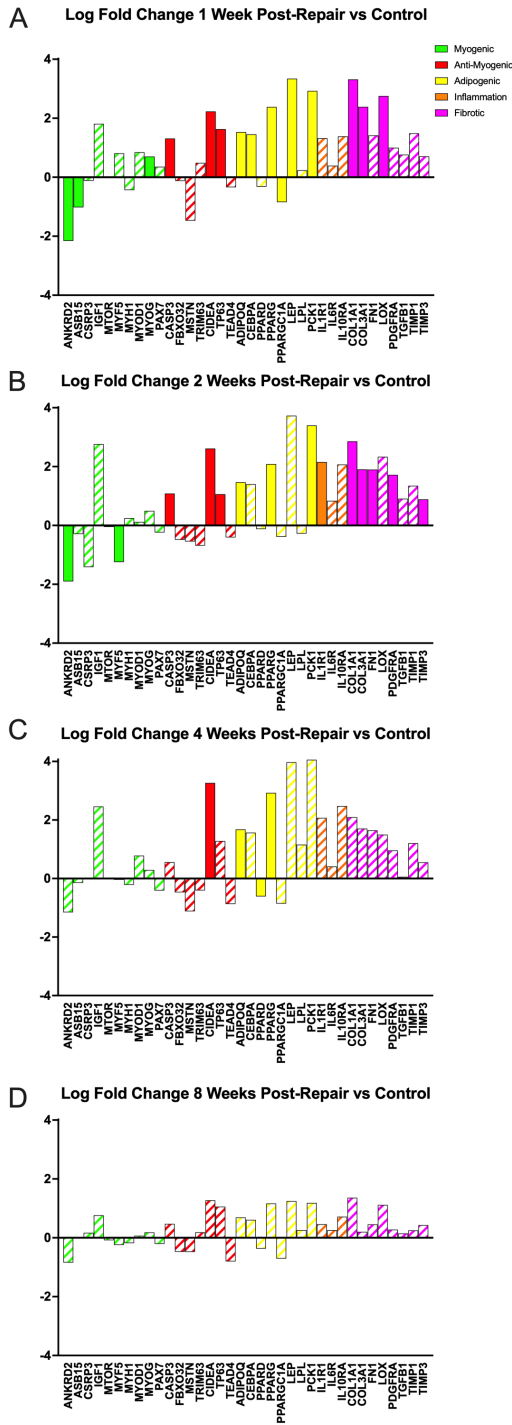 A
Log Fold Change 1 Week Post-Repair vs Control
Myogenic
Anti-Myogenic
Adipogenic
Inflammation
Fibrotic
4
2
0
-2
-4
ANKRD2
ASB15
CSRP3
IGF1
MTOR
MYF5
MYH1
MYOD1
MYOG
PAX7
CASP3
FBXO32
MSTN
TRIM63
CIDEA
TP63
TEAD4
ADIPOQ
CEBPA
PPARD
PPARG
PPARGC1A
LEP
LPL
PCK1
IL1R1
IL6R
IL10RA
COL1A1
COL3A1
FN1
LOX
PDGFRA
TGFB1
TIMP1
TIMP3
B
Log Fold Change 2 Weeks Post-Repair vs Control
4
2
0
-2
-4
ANKRD2
ASB15
CSRP3
IGF1
MTOR
MYF5
MYH1
MYOD1
MYOG
PAX7
CASP3
FBXO32
MSTN
TRIM63
CIDEA
TP63
TEAD4
ADIPOQ
CEBPA
PPARD
PPARG
PPARGC1A
LEP
LPL
PCK1
IL1R1
IL6R
IL10RA
COL1A1
COL3A1
FN1
LOX
PDGFRA
TGFB1
TIMP1
TIMP3
C
Log Fold Change 4 Weeks Post-Repair vs Control
4
2
0
-2
-4
ANKRD2
ASB15
CSRP3
IGF1
MTOR
MYF5
MYH1
MYOD1
MYOG
PAX7
CASP3
FBXO32
MSTN
TRIM63
CIDEA
TP63
TEAD4
ADIPOQ
CEBPA
PPARD
PPARG
PPARGC1A
LEP
LPL
PCK1
IL1R1
IL6R
IL10RA
COL1A1
COL3A1
FN1
LOX
PDGFRA
TGFB1
TIMP1
TIMP3
D
Log Fold Change 8 Weeks Post-Repair vs Control
4
2
0
-2
-4
ANKRD2
ASB15
CSRP3
IGF1
MTOR
MYF5
MYH1
MYOD1
MYOG
PAX7
CASP3
FBXO32
MSTN
TRIM63
CIDEA
TP63
TEAD4
ADIPOQ
CEBPA
PPARD
PPARG
PPARGC1A
LEP
LPL
PCK1
IL1R1
IL6R
IL10RA
COL1A1
COL3A1
FN1
LOX
PDGFRA
TGFB1
TIMP1
TIMP3